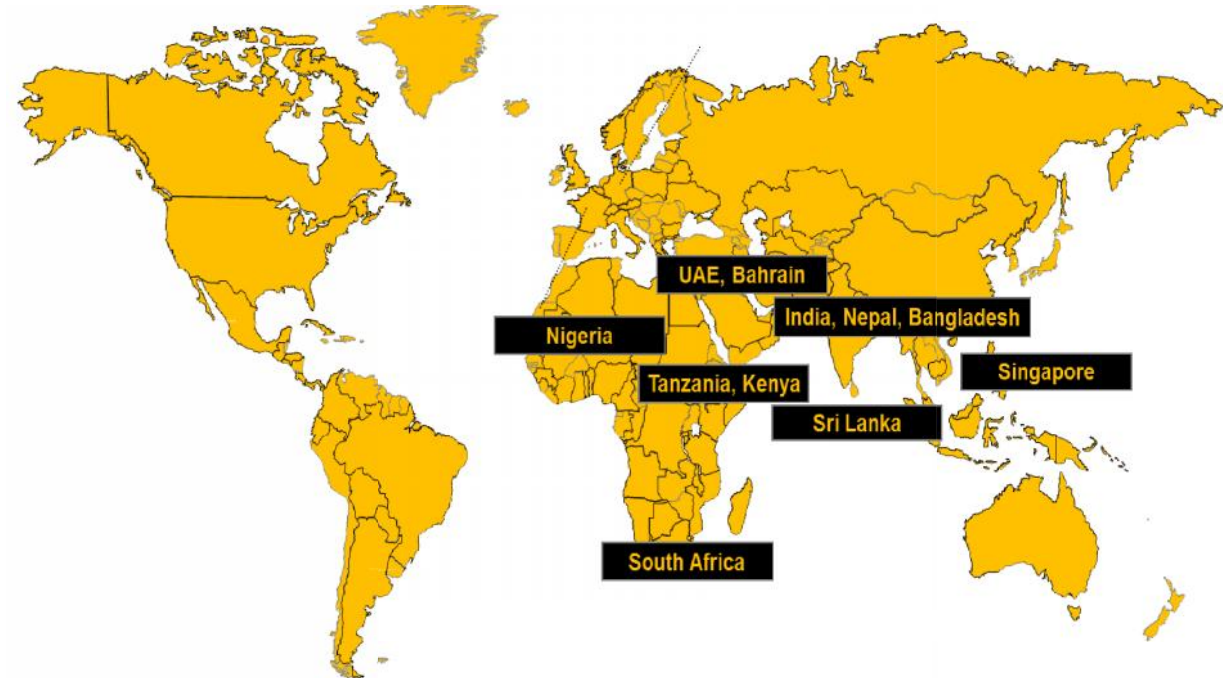 UAE, Bahrain
India, Nepal, Bangladesh
Nigeria
Singapore
Tanzania, Kenya
Sri Lanka
South Africa